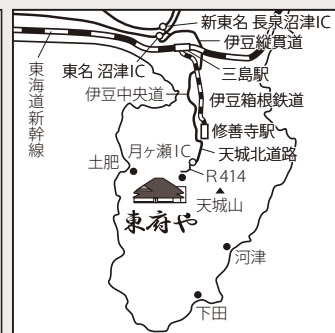 新東名 長泉沼津IC
伊豆縦貫道
東名 沼津IC
三島駅
東海道新幹線
伊豆中央道
伊豆箱根鉄道
修善寺駅
月ヶ瀬IC
天城北道路
土肥
R414
天城山
東府や
河津
下田